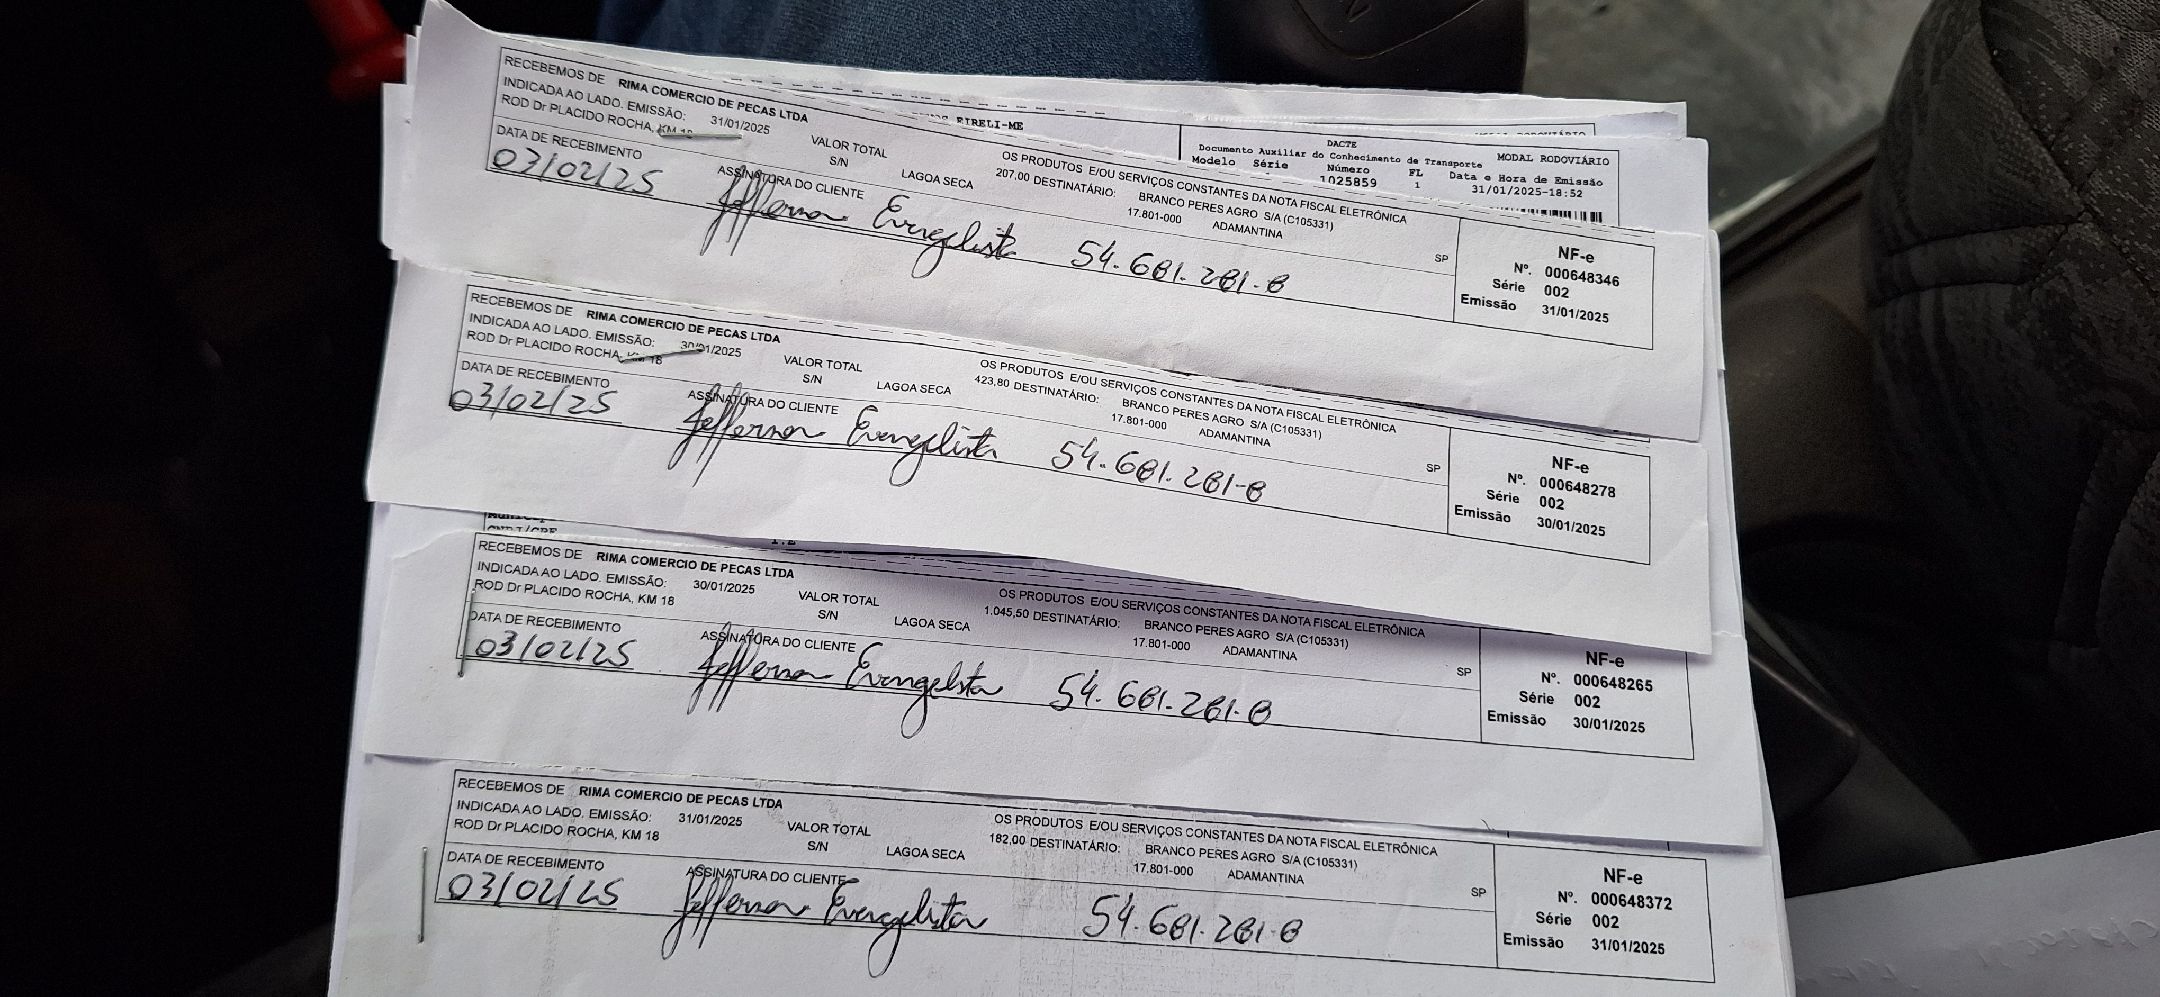 EIRELI-ME
DACTE
Documento Auxiliar do Conhecimento de Transporte
MODAL RODOVIÁRIO
Modelo Série Número FL Data e Hora de Emissão
1025859 1 31/01/2025-18:52
RECEBEMOS DE RIMA COMERCIO DE PECAS LTDA OS PRODUTOS E/OU SERVIÇOS CONSTANTES DA NOTA FISCAL ELETRÔNICA
INDICADA AO LADO. EMISSÃO: 31/01/2025 VALOR TOTAL 207,00 DESTINATÁRIO: BRANCO PERES AGRO S/A (C105331)
ROD Dr PLACIDO ROCHA, KM 18 S/N LAGOA SECA 17.801-000 ADAMANTINA SP
DATA DE RECEBIMENTO ASSINATURA DO CLIENTE
03/02/25 Jefferson Evangelista 54.681.281-8
NF-e
Nº. 000648346
Série 002
Emissão 31/01/2025
RECEBEMOS DE RIMA COMERCIO DE PECAS LTDA OS PRODUTOS E/OU SERVIÇOS CONSTANTES DA NOTA FISCAL ELETRÔNICA
INDICADA AO LADO. EMISSÃO: 30/01/2025 VALOR TOTAL 423,80 DESTINATÁRIO: BRANCO PERES AGRO S/A (C105331)
ROD Dr PLACIDO ROCHA, KM 18 S/N LAGOA SECA 17.801-000 ADAMANTINA SP
DATA DE RECEBIMENTO ASSINATURA DO CLIENTE
03/02/25 Jefferson Evangelista 54.681.281-8
NF-e
Nº. 000648278
Série 002
Emissão 30/01/2025
RECEBEMOS DE RIMA COMERCIO DE PECAS LTDA OS PRODUTOS E/OU SERVIÇOS CONSTANTES DA NOTA FISCAL ELETRÔNICA
INDICADA AO LADO. EMISSÃO: 30/01/2025 VALOR TOTAL 1.045,50 DESTINATÁRIO: BRANCO PERES AGRO S/A (C105331)
ROD Dr PLACIDO ROCHA, KM 18 S/N LAGOA SECA 17.801-000 ADAMANTINA SP
DATA DE RECEBIMENTO ASSINATURA DO CLIENTE
03/02/25 Jefferson Evangelista 54.681.281-8
NF-e
Nº. 000648265
Série 002
Emissão 30/01/2025
RECEBEMOS DE RIMA COMERCIO DE PECAS LTDA OS PRODUTOS E/OU SERVIÇOS CONSTANTES DA NOTA FISCAL ELETRÔNICA
INDICADA AO LADO. EMISSÃO: 31/01/2025 VALOR TOTAL 182,00 DESTINATÁRIO: BRANCO PERES AGRO S/A (C105331)
ROD Dr PLACIDO ROCHA, KM 18 S/N LAGOA SECA 17.801-000 ADAMANTINA SP
DATA DE RECEBIMENTO ASSINATURA DO CLIENTE
03/02/25 Jefferson Evangelista 54.681.281-8
NF-e
Nº. 000648372
Série 002
Emissão 31/01/2025